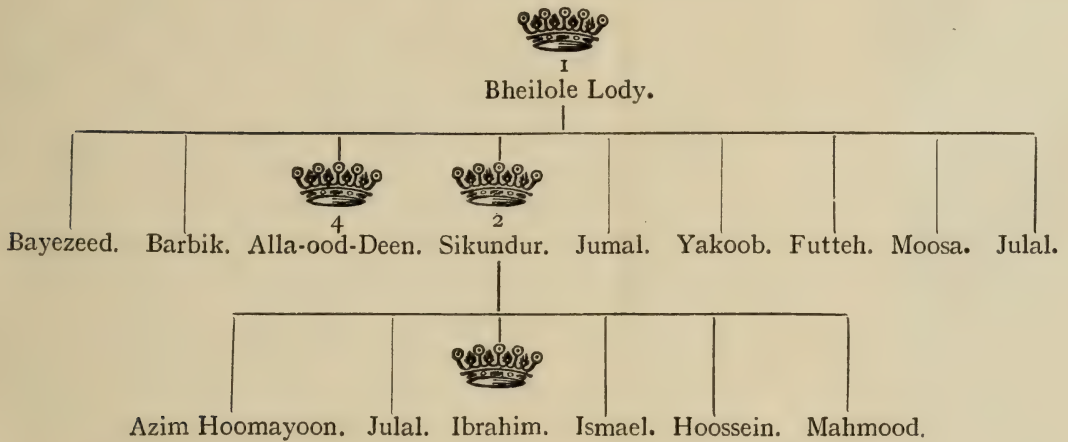 1
Bheilole Lody.
4 2
Bayezeed. Barbik. Alla-ood-Deen. Sikundur. Jumal. Yakoob. Futteh. Moosa. Julal.
Azim Hoomayoon. Julal. Ibrahim. Ismael. Hoossein. Mahmood.